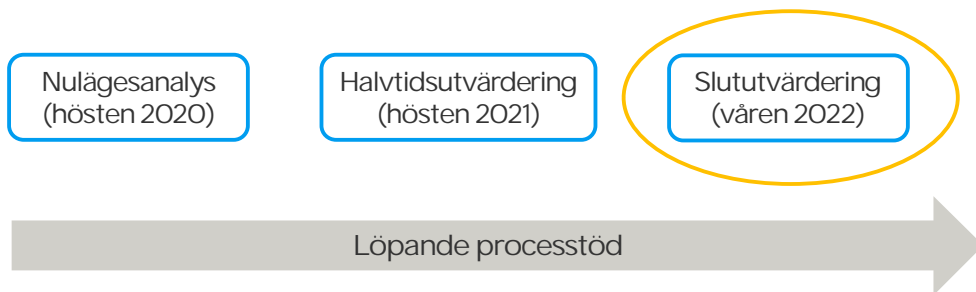 Nulägesanalys
(hösten 2020)
Halvtidsutvärdering
(hösten 2021)
Slututvärdering
(våren 2022)
Löpande processtöd